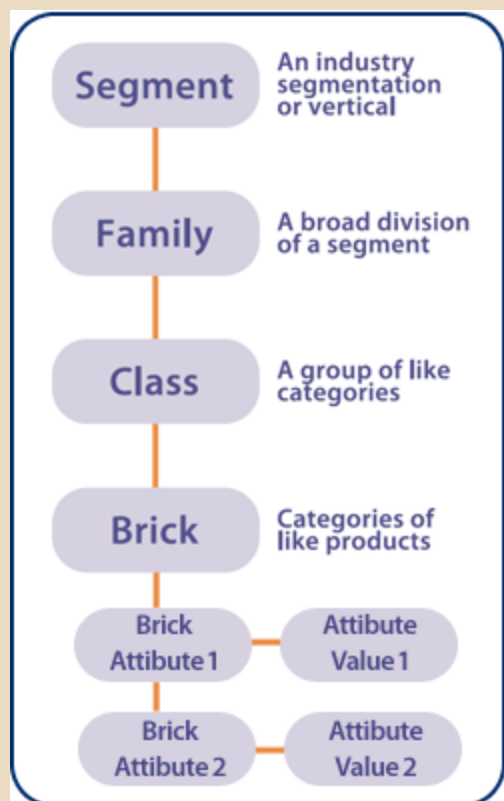 Segment
An industry
segmentation
or vertical
Family
A broad division
of a segment
Class
A group of like
categories
Brick
Categories of
like products
Brick
Attibute 1
Attibute
Value 1
Brick
Attibute 2
Attibute
Value 2